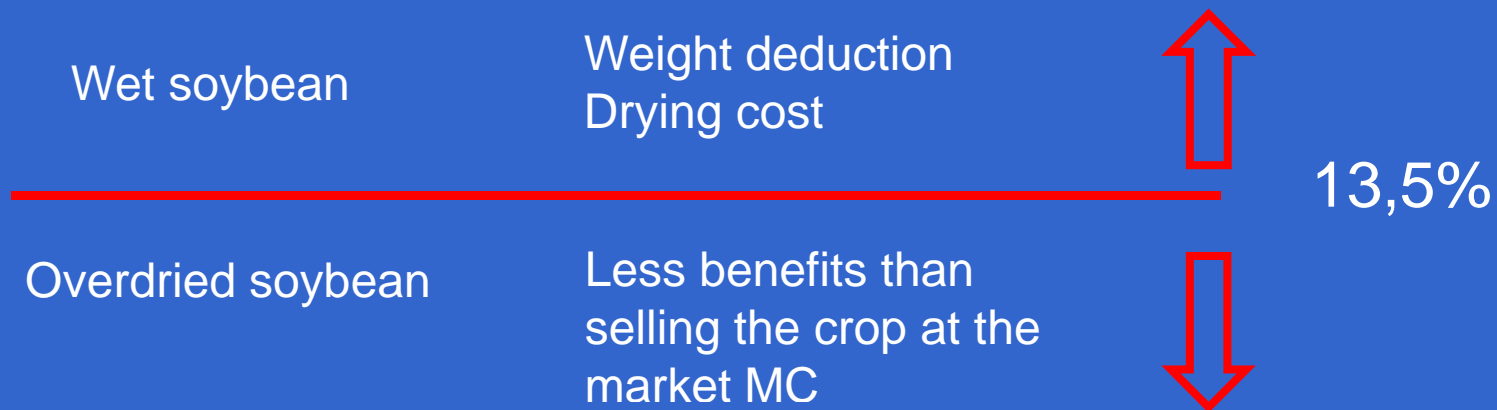 Wet soybean
Weight deduction
Drying cost
13,5%
Overdried soybean
Less benefits than
selling the crop at the
market MC